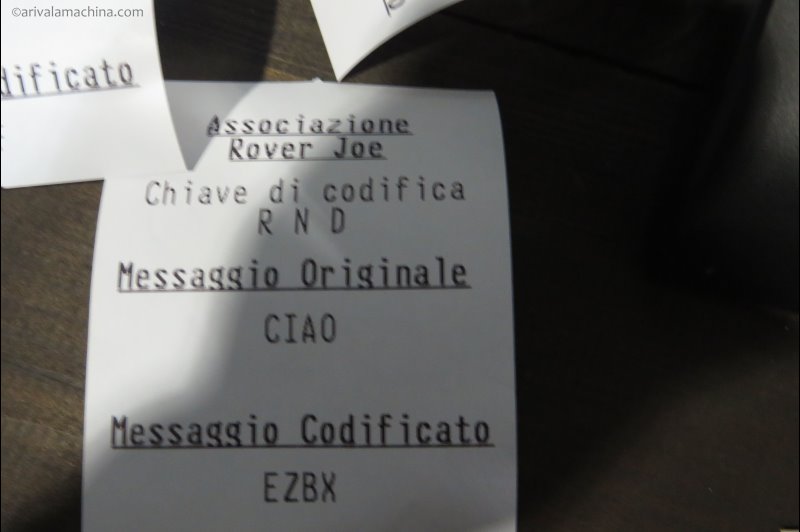 ©arivalamachina.com
dificato
Associazione
Rover Joe
Chiave di codifica
R N D
Messaggio Originale
CIAO
Messaggio Codificato
EZBX